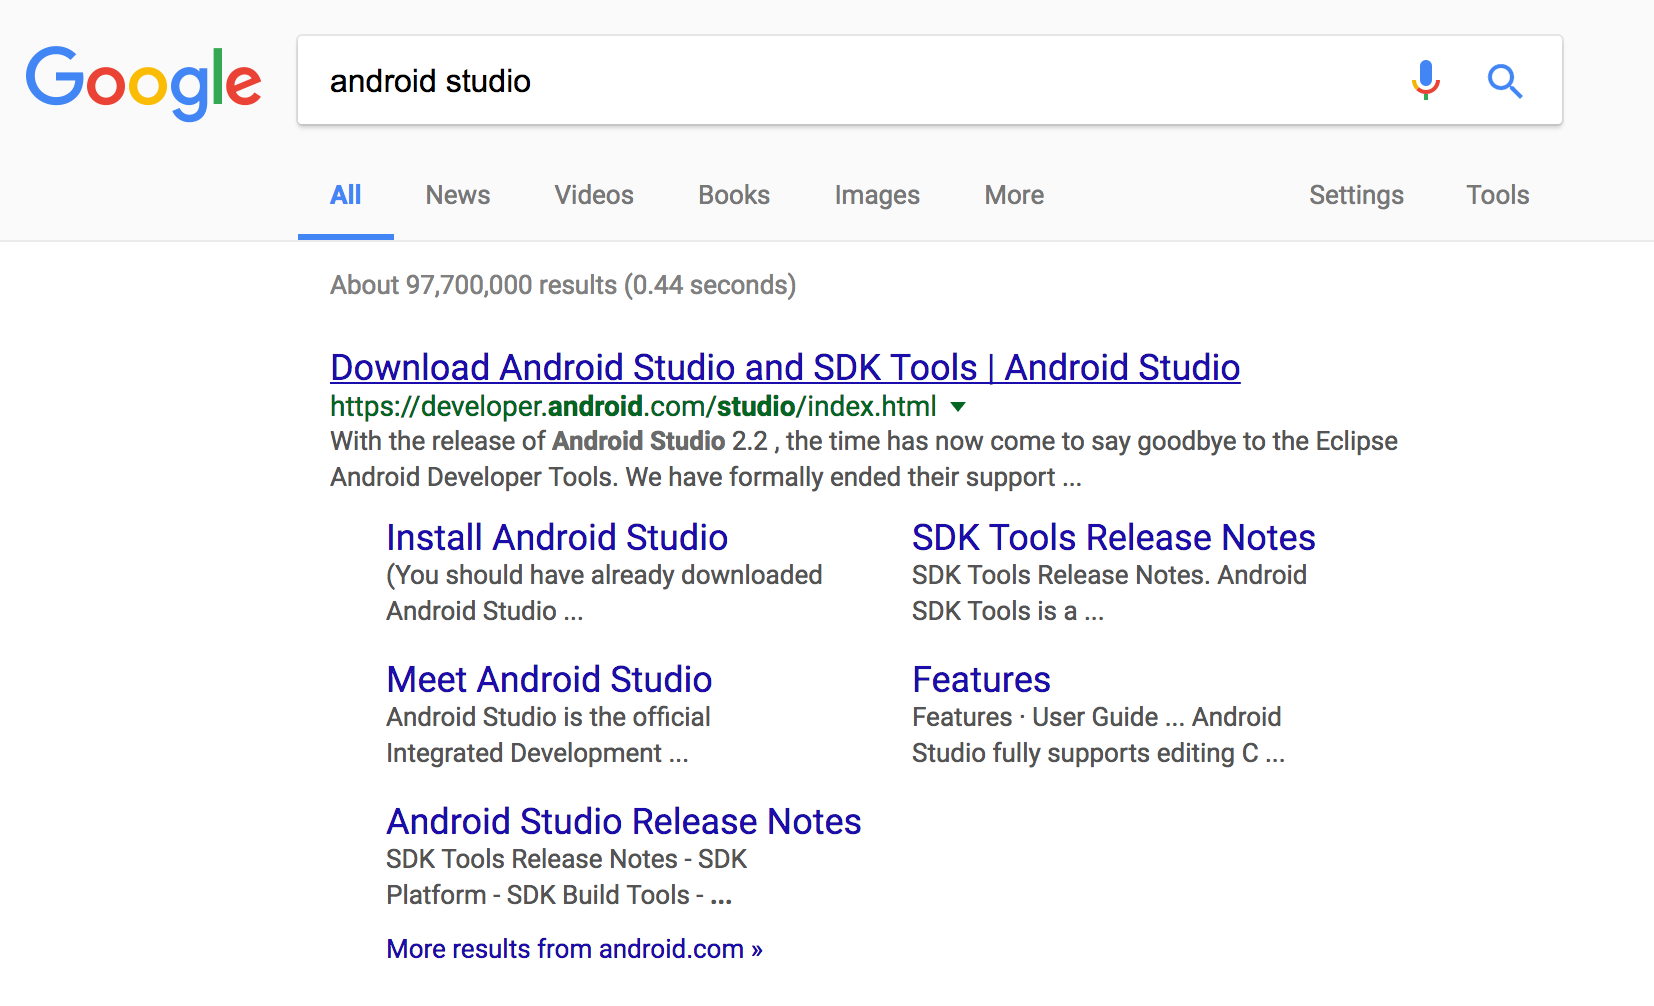 Google
android studio
All News Videos Books Images More Settings Tools
About 97,700,000 results (0.44 seconds)
Download Android Studio and SDK Tools | Android Studio
https://developer.android.com/studio/index.html
With the release of Android Studio 2.2 , the time has now come to say goodbye to the Eclipse
Android Developer Tools. We have formally ended their support ...
Install Android Studio
(You should have already downloaded
Android Studio ...
SDK Tools Release Notes
SDK Tools Release Notes. Android
SDK Tools is a ...
Meet Android Studio
Android Studio is the official
Integrated Development ...
Features
Features · User Guide ... Android
Studio fully supports editing C ...
Android Studio Release Notes
SDK Tools Release Notes - SDK
Platform - SDK Build Tools - ...
More results from android.com »